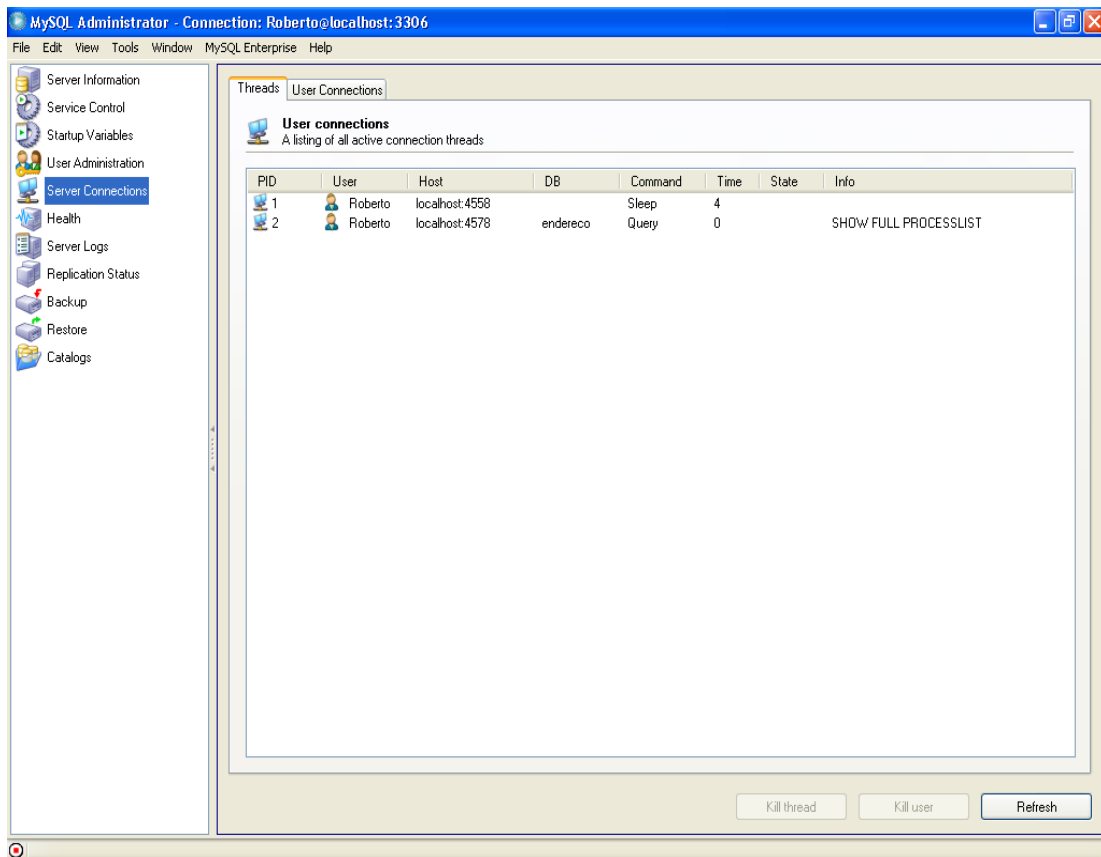 MySQL Administrator - Connection: Roberto@localhost:3306
File Edit View Tools Window MySQL Enterprise Help
Server Information
Service Control
Startup Variables
User Administration
Server Connections
Health
Server Logs
Replication Status
Backup
Restore
Catalogs
Threads User Connections
User connections
A listing of all active connection threads
PID User Host DB Command Time State Info
1 Roberto localhost:4558 Sleep 4
2 Roberto localhost:4578 endereco Query 0 SHOW FULL PROCESSLIST
Kill thread Kill user Refresh